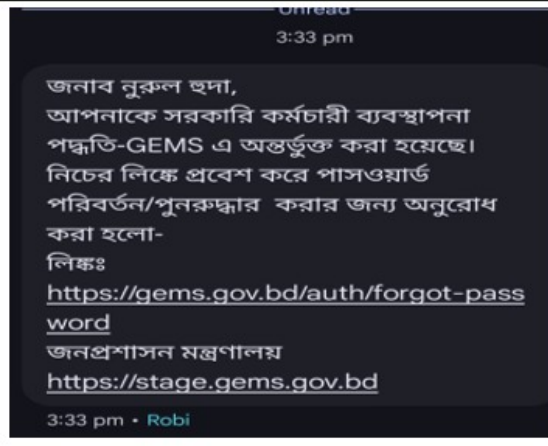 Unread
3:33 pm
জনাব নুরুল হুদা,
আপনাকে সরকারি কর্মচারী ব্যবস্থাপনা
পদ্ধতি-GEMS এ অন্তর্ভুক্ত করা হয়েছে।
নিচের লিঙ্কে প্রবেশ করে পাসওয়ার্ড
পরিবর্তন/পুনরুদ্ধার করার জন্য অনুরোধ
করা হলো-
লিঙ্কঃ
https://gems.gov.bd/auth/forgot-pass
word
জনপ্রশাসন মন্ত্রণালয়
https://stage.gems.gov.bd
3:33 pm • Robi